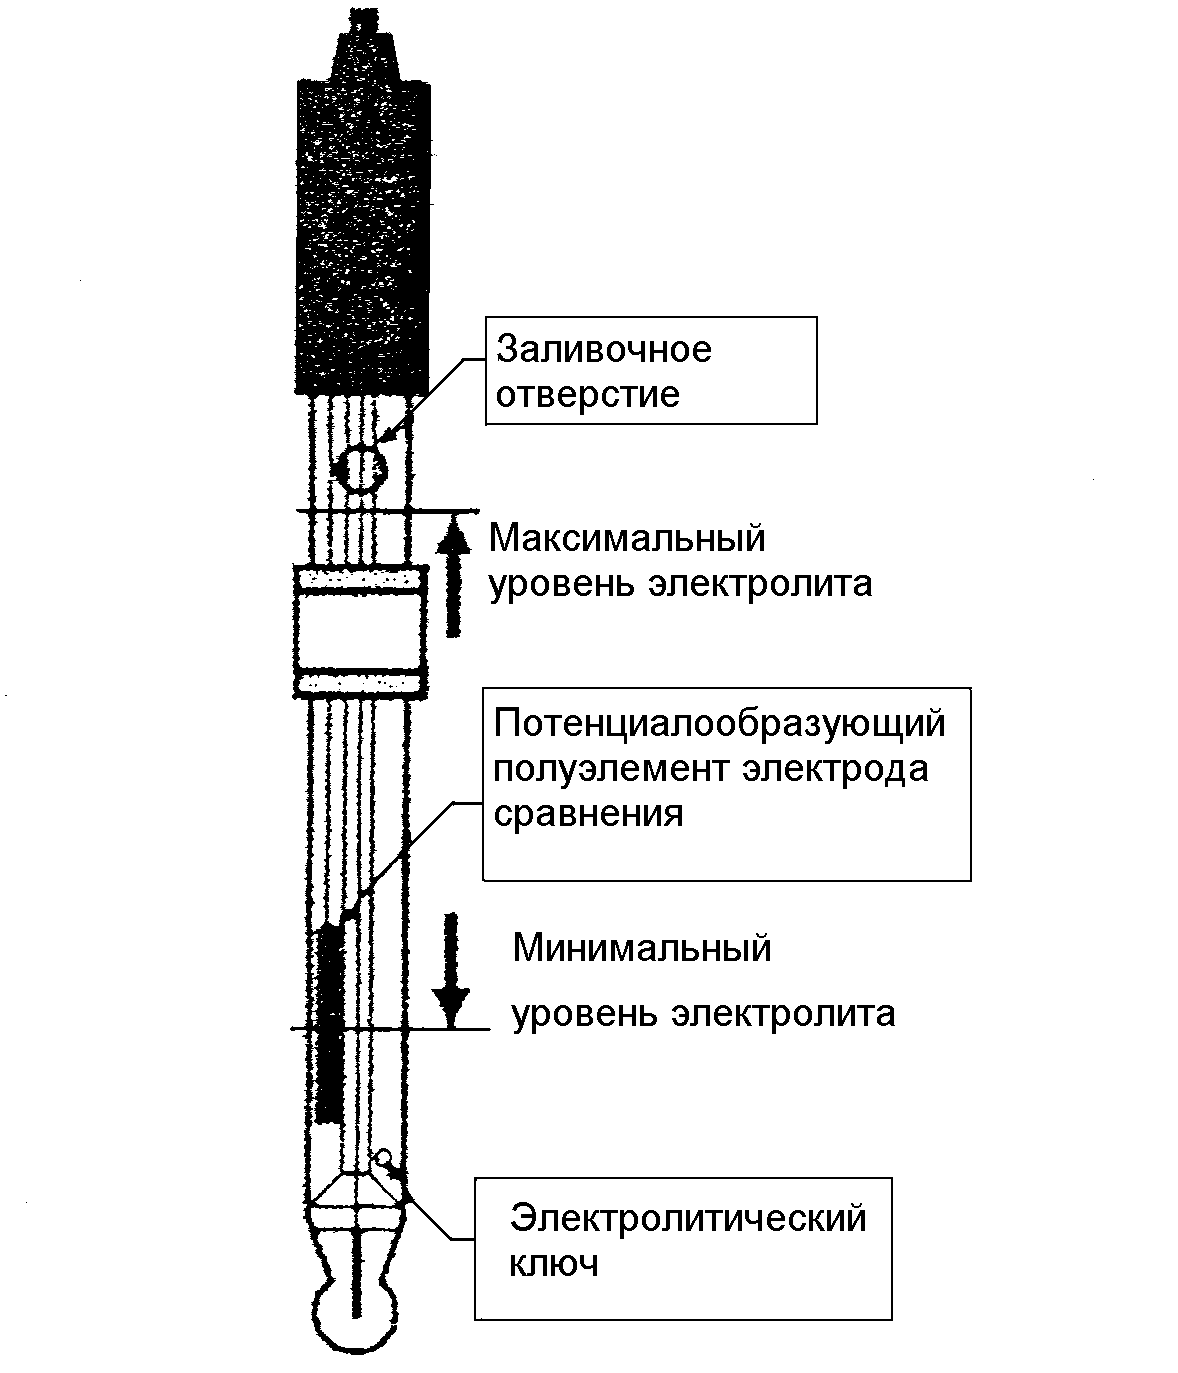 Заливочное
отверстие
Максимальный
уровень электролита
Потенциалообразующий
полуэлемент электрода
сравнения
Минимальный
уровень электролита
Электролитический
ключ